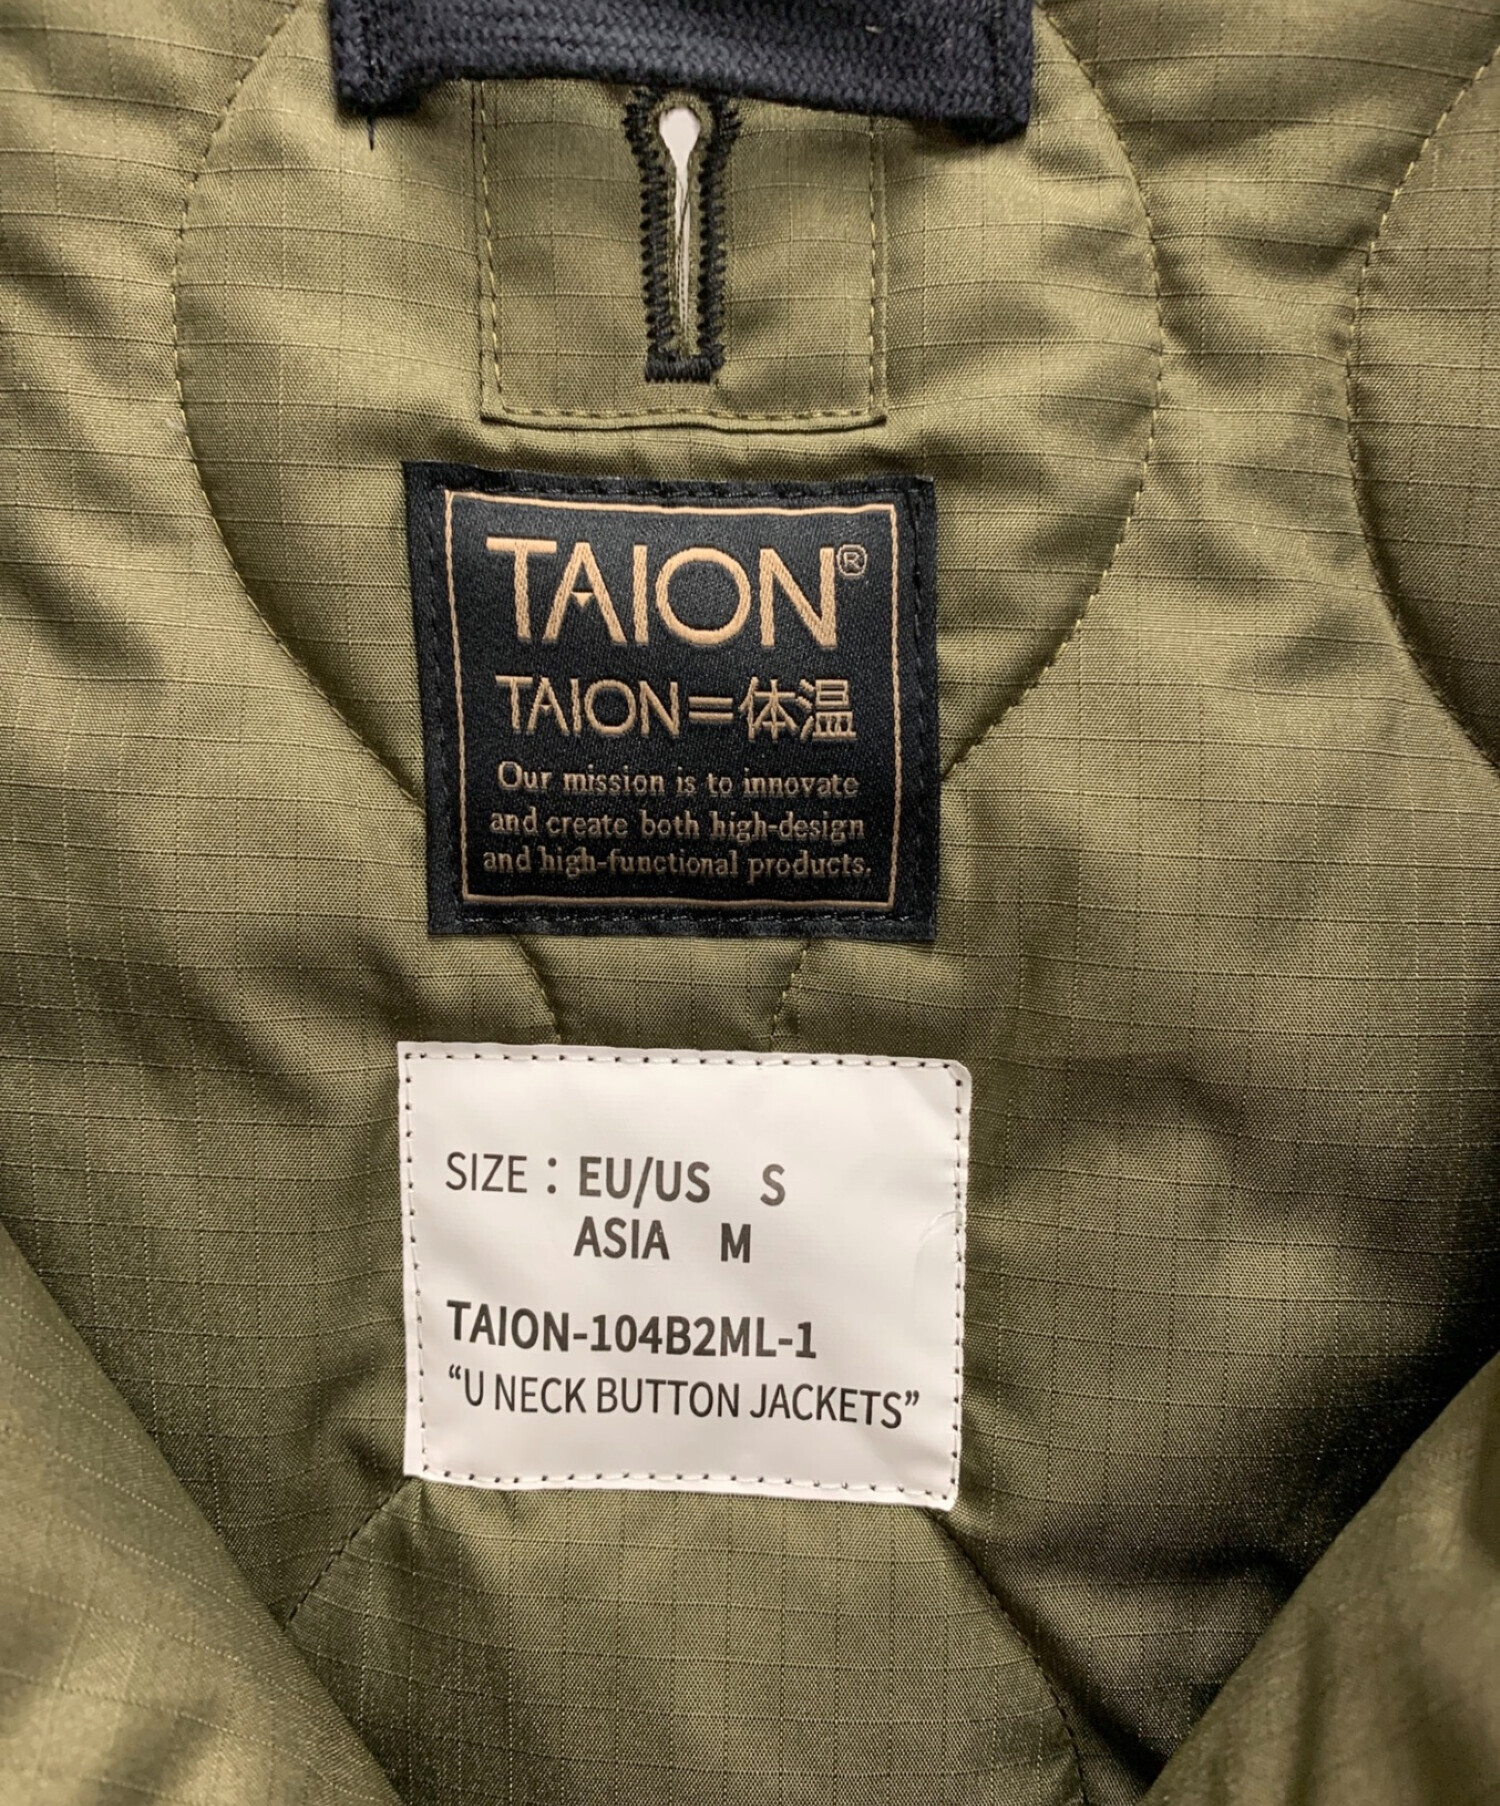 TAION®
TAION=体温
Our mission is to innovate
and create both high-design
and high-functional products.
SIZE : EU/US S
ASIA M
TAION-104B2ML-1
“U NECK BUTTON JACKETS”